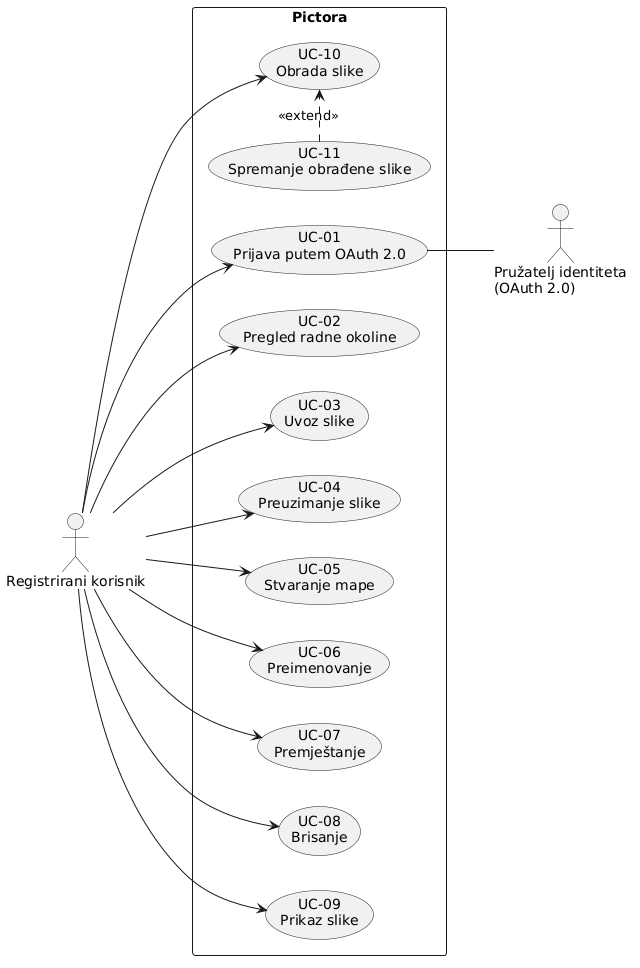 Pictora
UC-10
Obrada slike
«extend»
UC-11
Spremanje obrađene slike
UC-01
Prijava putem OAuth 2.0
Pružatelj identiteta
(OAuth 2.0)
UC-02
Pregled radne okoline
UC-03
Uvoz slike
UC-04
Preuzimanje slike
UC-05
Stvaranje mape
Registrirani korisnik
UC-06
Preimenovanje
UC-07
Premještanje
UC-08
Brisanje
UC-09
Prikaz slike